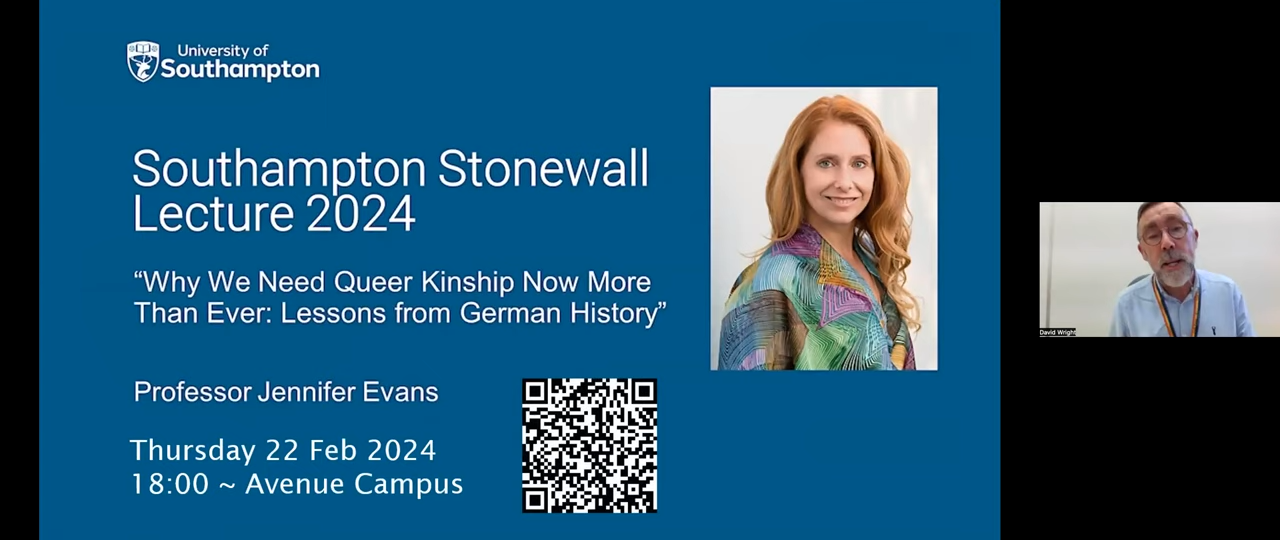 University of
Southampton
Southampton Stonewall
Lecture 2024
“Why We Need Queer Kinship Now More
Than Ever: Lessons from German History”
Professor Jennifer Evans
Thursday 22 Feb 2024
18:00 ~ Avenue Campus
David Wright